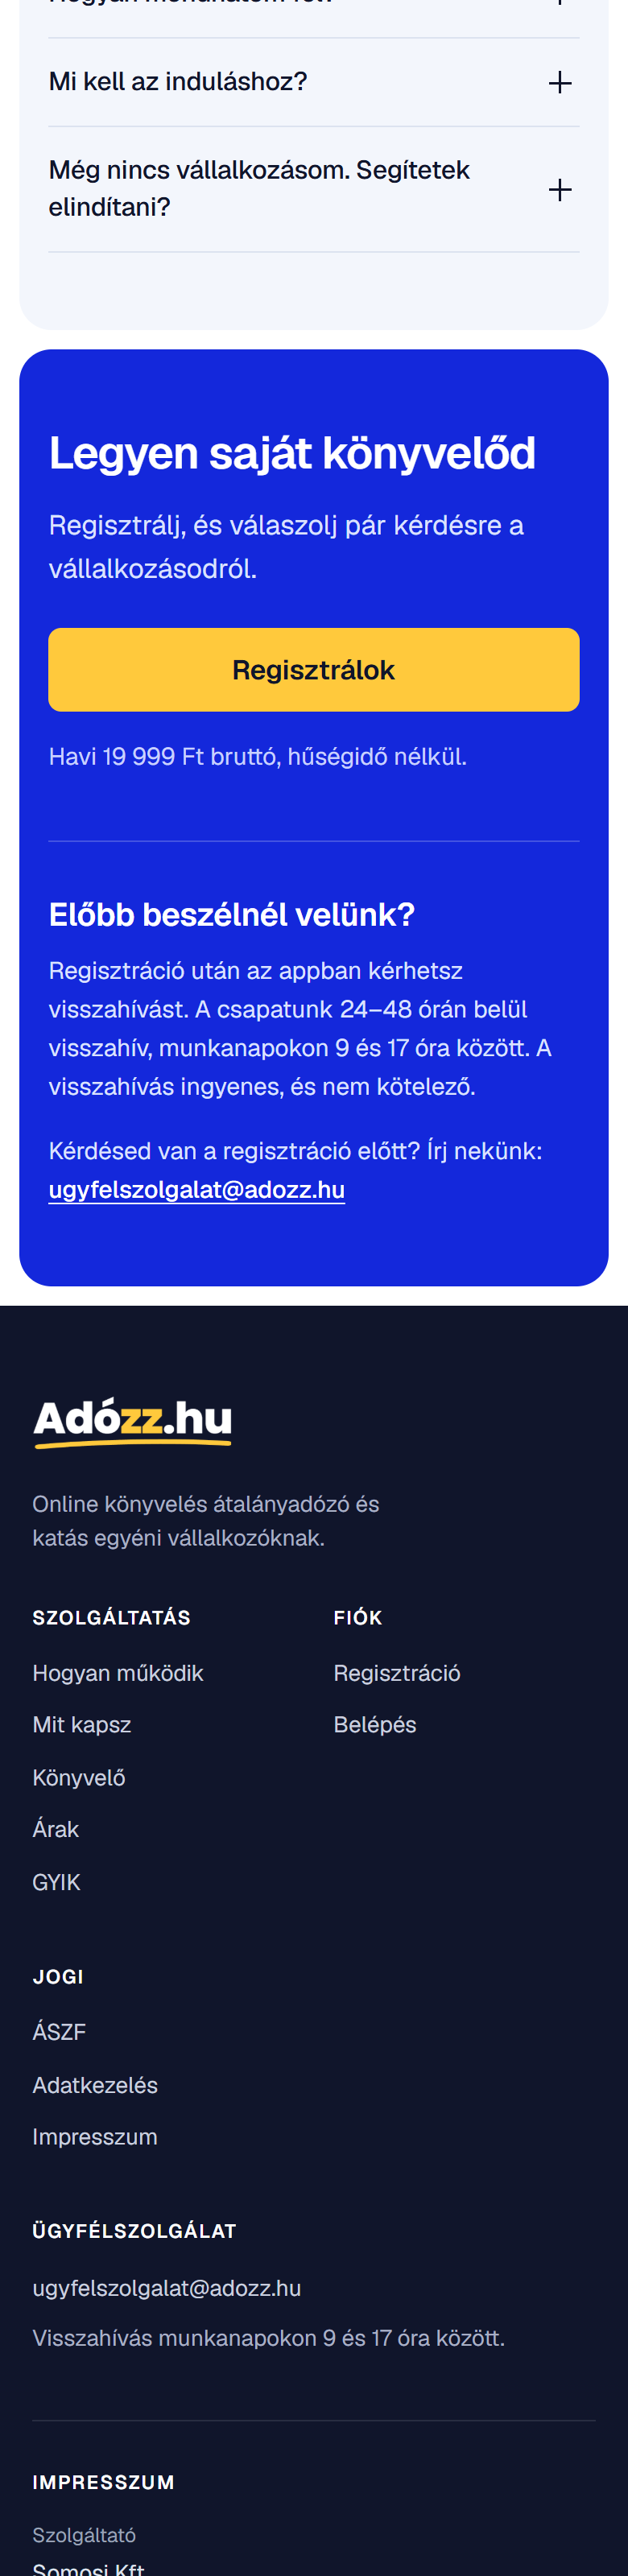 Mi kell az induláshoz?
Még nincs vállalkozásom. Segítetek
elindítani?
Legyen saját könyvelőd
Regisztrálj, és válaszolj pár kérdésre a
vállalkozásodról.
Regisztrálok
Havi 19 999 Ft bruttó, hűségidő nélkül.
Előbb beszélnél velünk?
Regisztráció után az appban kérhetsz
visszahívást. A csapatunk 24–48 órán belül
visszahív, munkanapokon 9 és 17 óra között. A
visszahívás ingyenes, és nem kötelező.
Kérdésed van a regisztráció előtt? Írj nekünk:
ugyfelszolgalat@adozz.hu
Adózz.hu
Online könyvelés átalányadózó és
katás egyéni vállalkozóknak.
SZOLGÁLTATÁS
Hogyan működik
Mit kapsz
Könyvelő
Árak
GYIK
FIÓK
Regisztráció
Belépés
JOGI
ÁSZF
Adatkezelés
Impresszum
ÜGYFÉLSZOLGÁLAT
ugyfelszolgalat@adozz.hu
Visszahívás munkanapokon 9 és 17 óra között.
IMPRESSZUM
Szolgáltató
Somosi Kft.